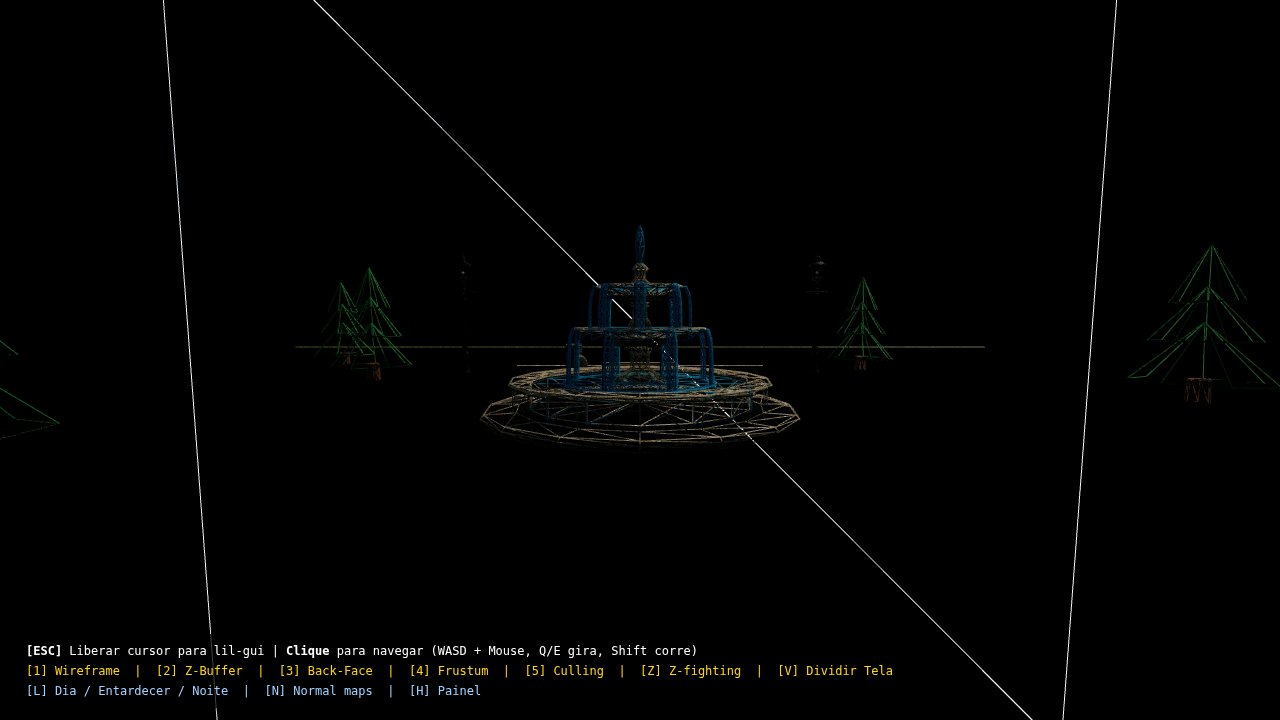 [ESC] Liberar cursor para lil-gui | Clique para navegar (WASD + Mouse, Q/E gira, Shift corre)
[1] Wireframe | [2] Z-Buffer | [3] Back-Face | [4] Frustum | [5] Culling | [Z] Z-fighting | [V] Dividir Tela
[L] Dia / Entardecer / Noite | [N] Normal maps | [H] Painel